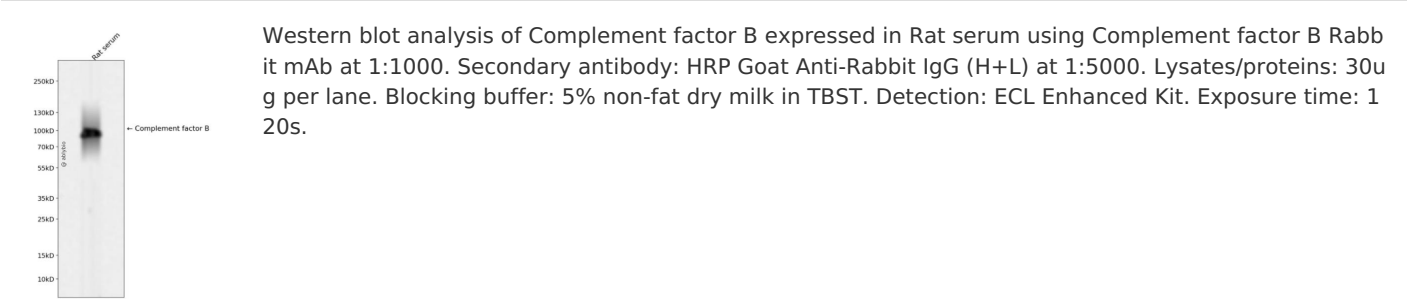 Rat serum
Western blot analysis of Complement factor B expressed in Rat serum using Complement factor B Rabb
it mAb at 1:1000. Secondary antibody: HRP Goat Anti-Rabbit IgG (H+L) at 1:5000. Lysates/proteins: 30u
g per lane. Blocking buffer: 5% non-fat dry milk in TBST. Detection: ECL Enhanced Kit. Exposure time: 1
20s.
250kD
130kD
100kD
← Complement factor B
70kD
55kD
35kD
25kD
15kD
10kD